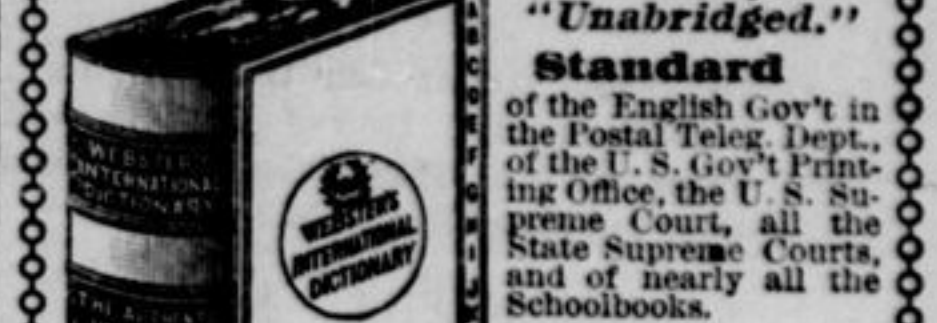 "Unabridged."
Standard
of the English Gov't in
the Postal Teleg. Dept.,
of the U. S. Gov't Print-
ing Office, the U. S. Su-
preme Court, all the
State Supreme Courts,
and of nearly all the
Schoolbooks.
WEBSTER'S
INTERNATIONAL
DICTIONARY
THE AUTHENTIC
WEBSTER'S
INTERNATIONAL
DICTIONARY
A
B
C
D
E
F
G
H
I
J